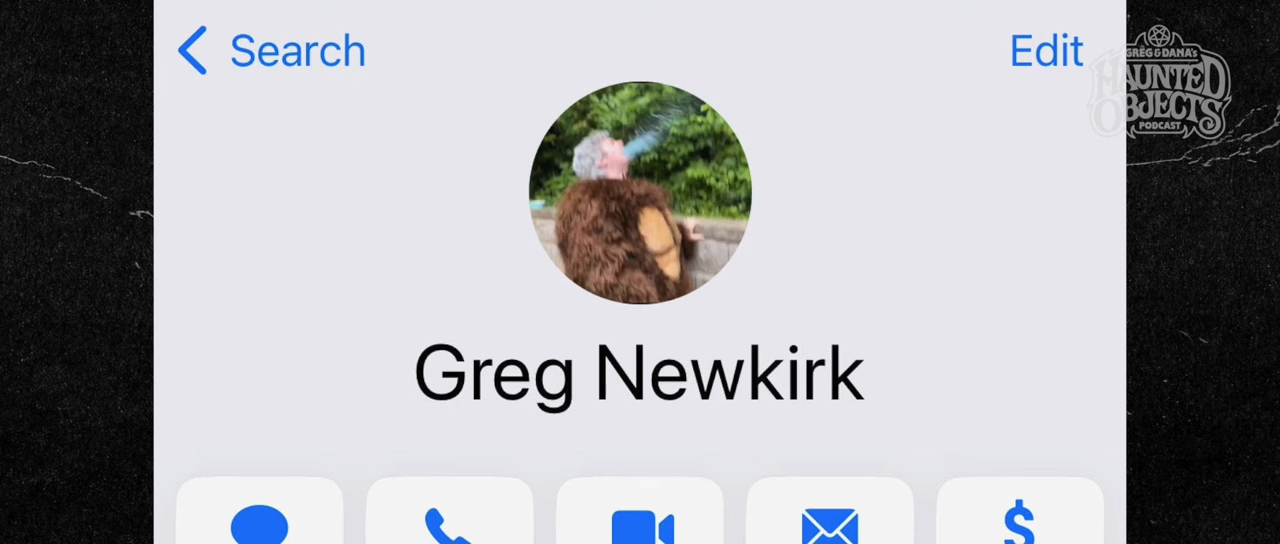 Search
Edit
GREG & DANA's
HAUNTED
OBJECTS
PODCAST
Greg Newkirk
$